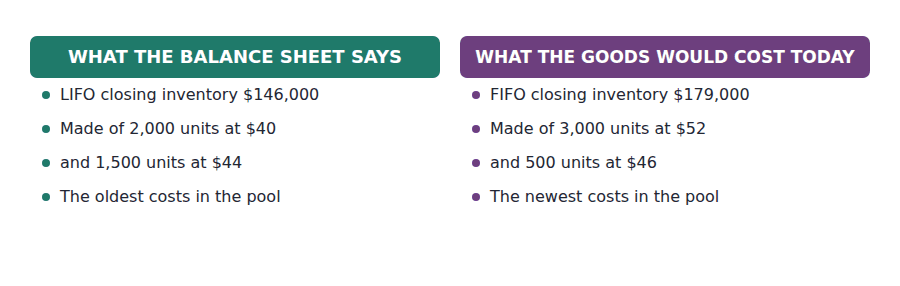 WHAT THE BALANCE SHEET SAYS
LIFO closing inventory $146,000
Made of 2,000 units at $40
and 1,500 units at $44
The oldest costs in the pool
WHAT THE GOODS WOULD COST TODAY
FIFO closing inventory $179,000
Made of 3,000 units at $52
and 500 units at $46
The newest costs in the pool